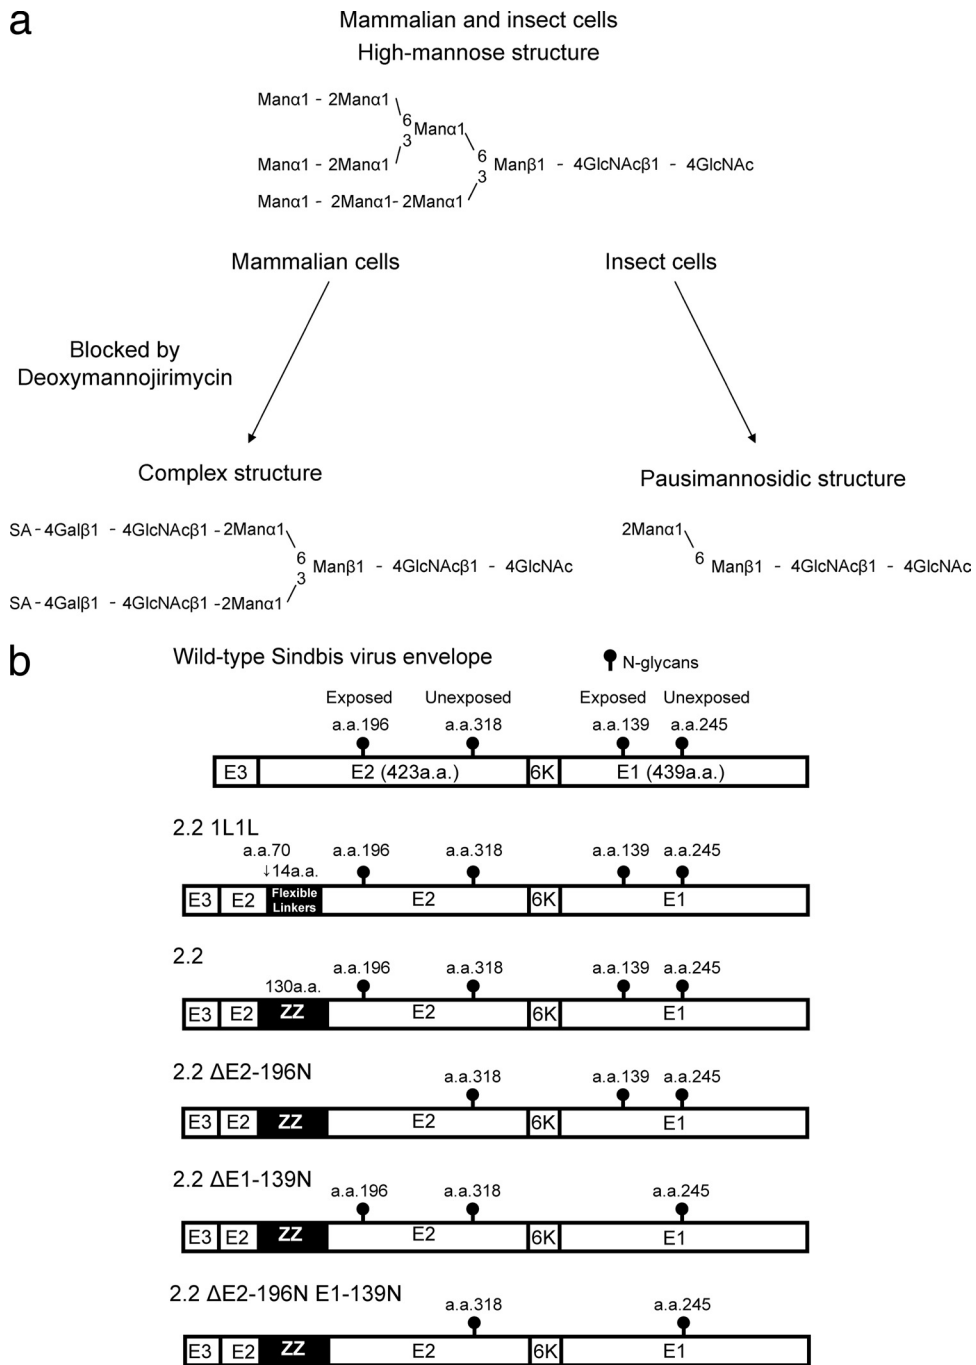 a
Mammalian and insect cells
High-mannose structure
Manα1 - 2Manα1
6
Manα1
3
Manα1 - 2Manα1
6
Manβ1 - 4GlcNAcβ1 - 4GlcNAc
3
Manα1 - 2Manα1- 2Manα1
Mammalian cells
Insect cells
Blocked by
Deoxymannojirimycin
Complex structure
SA - 4Galβ1 - 4GlcNAcβ1 - 2Manα1
6
Manβ1 - 4GlcNAcβ1 - 4GlcNAc
3
SA - 4Galβ1 - 4GlcNAcβ1 -2Manα1
Pausimannosidic structure
2Manα1
6
Manβ1 - 4GlcNAcβ1 - 4GlcNAc
b
Wild-type Sindbis virus envelope
N-glycans
Exposed Unexposed Exposed Unexposed
a.a.196 a.a.318 a.a.139 a.a.245
E3 E2 (423a.a.) 6K E1 (439a.a.)
2.2 1L1L
a.a.70 a.a.196 a.a.318 a.a.139 a.a.245
↓14a.a.
E3 E2 Flexible Linkers E2 6K E1
2.2
130a.a. a.a.196 a.a.318 a.a.139 a.a.245
E3 E2 ZZ E2 6K E1
2.2 ΔE2-196N
a.a.318 a.a.139 a.a.245
E3 E2 ZZ E2 6K E1
2.2 ΔE1-139N
a.a.196 a.a.318 a.a.245
E3 E2 ZZ E2 6K E1
2.2 ΔE2-196N E1-139N
a.a.318 a.a.245
E3 E2 ZZ E2 6K E1